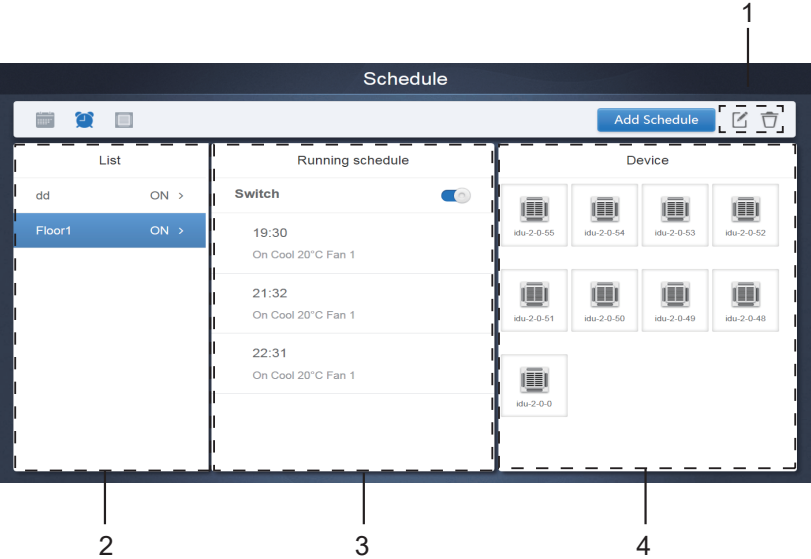 1
Schedule
Add Schedule
List
Running schedule
Device
dd ON >
Floor1 ON >
Switch
19:30
On Cool 20°C Fan 1
21:32
On Cool 20°C Fan 1
22:31
On Cool 20°C Fan 1
idu-2-0-55 idu-2-0-54 idu-2-0-53 idu-2-0-52
idu-2-0-51 idu-2-0-50 idu-2-0-49 idu-2-0-48
idu-2-0-0
2 3 4